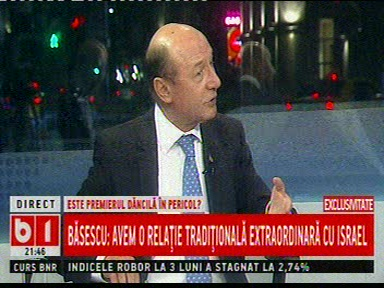 DIRECT
ESTE PREMIERUL DĂNCILĂ ÎN PERICOL?
EXCLUSIVITATE
b1
21:46
BĂSESCU: AVEM O RELAȚIE TRADIȚIONALĂ EXTRAORDINARĂ CU ISRAEL
CURS BNR
INDICELE ROBOR LA 3 LUNI A STAGNAT LA 2,74%